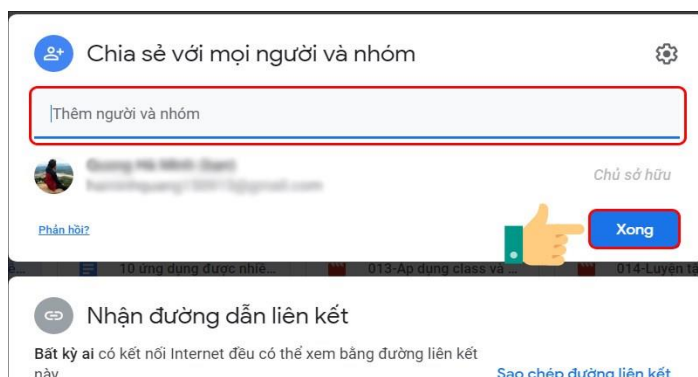 Chia sẻ với mọi người và nhóm
Thêm người và nhóm
Chủ sở hữu
Phản hồi?
Xong
10 ứng dụng được nhiê...
013-Áp dụng class và ...
014-Luyện tậ
Nhận đường dẫn liên kết
Bất kỳ ai có kết nối Internet đều có thể xem bằng đường liên kết
này
Sao chép đường liên kết